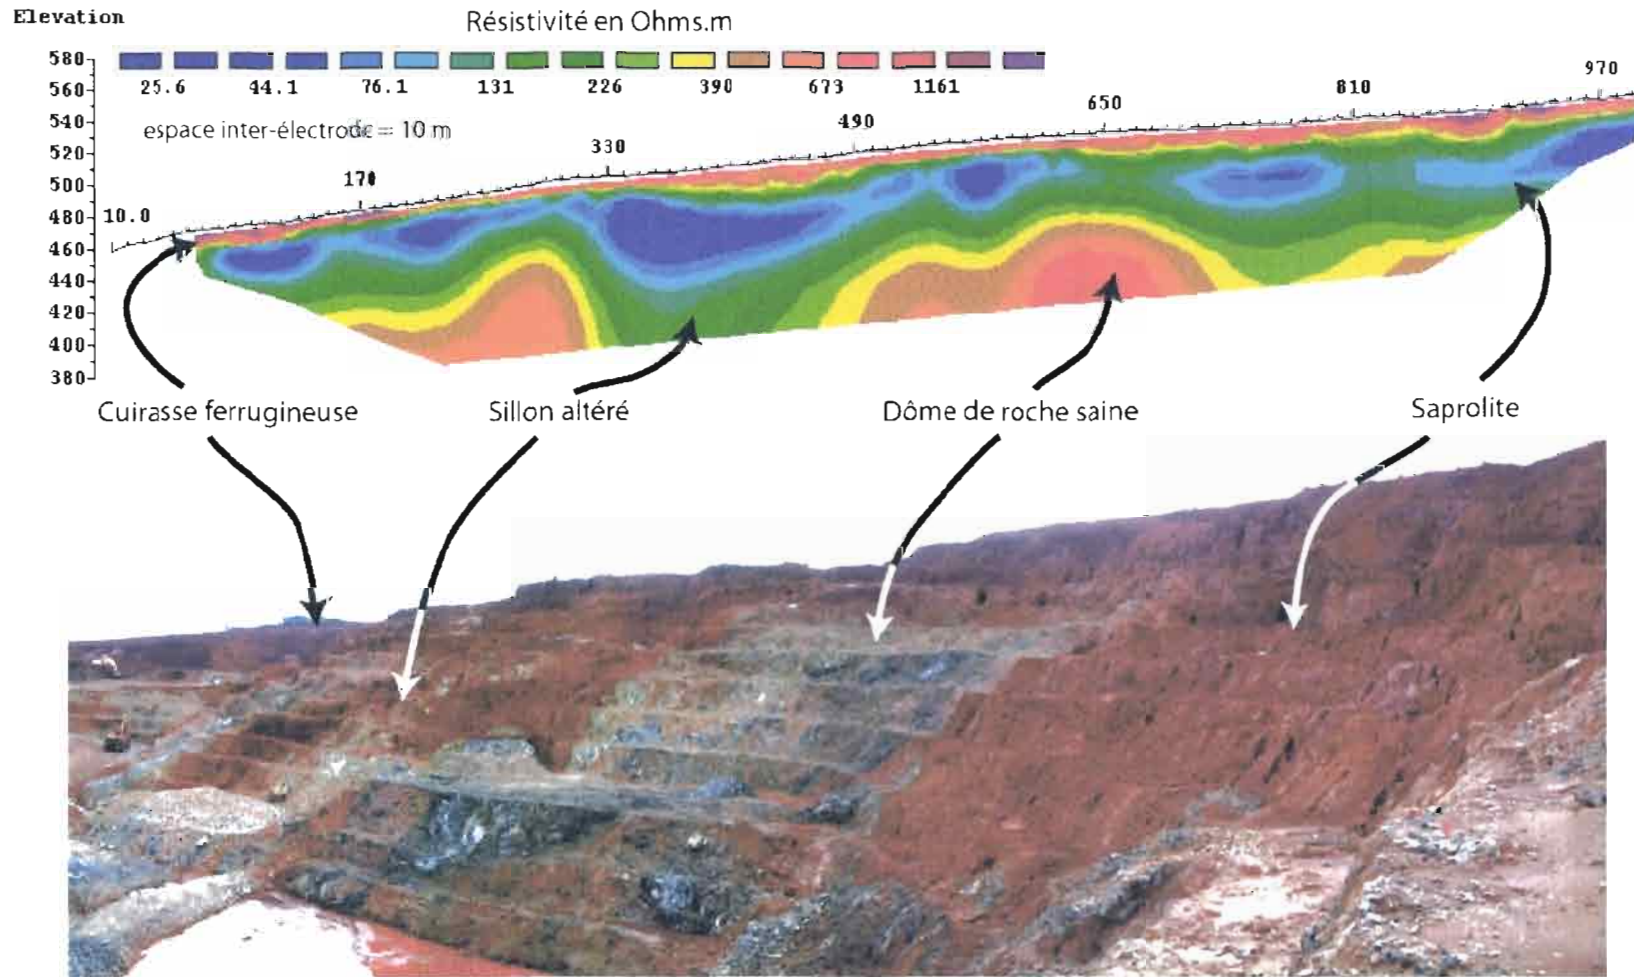 Elevation
Résistivité en Ohms.m
580
560
540
520
500
480
460
440
420
400
380
25.6 44.1 76.1 131 226 390 673 1161
espace inter-électrode = 10 m
10.0 170 330 490 650 810 970
Cuirasse ferrugineuse Sillon altéré Dôme de roche saine Saprolite